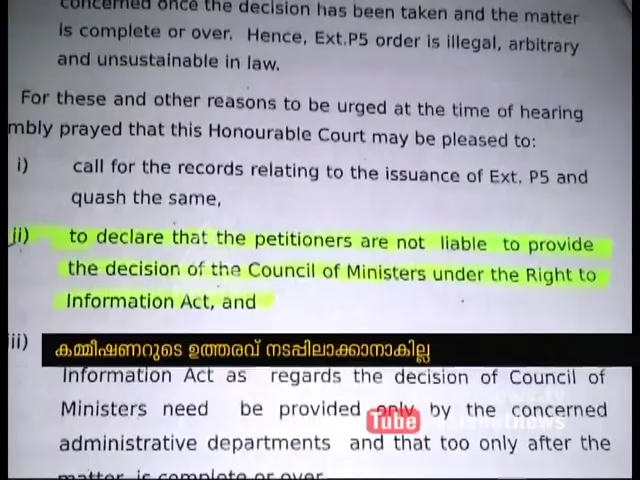 concerned once the decision has been taken and the matter
is complete or over. Hence, Ext.P5 order is illegal, arbitrary
and unsustainable in law.
For these and other reasons to be urged at the time of hearing
mbly prayed that this Honourable Court may be pleased to:
i) call for the records relating to the issuance of Ext. P5 and
quash the same,
ii) to declare that the petitioners are not liable to provide
the decision of the Council of Ministers under the Right to
Information Act, and
iii)
കമ്മീഷണറുടെ ഉത്തരവ് നടപ്പിലാക്കാനാകില്ല
Information Act as regards the decision of Council of
Ministers need be provided only by the concerned
Tube
administrative departments and that too only after the
matter is complete or over